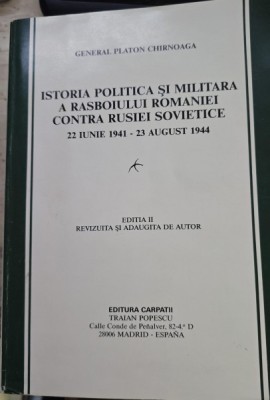 GENERAL PLATON CHIRNOAGA
ISTORIA POLITICA ŞI MILITARA
A RASBOIULUI ROMANIEI
CONTRA RUSIEI SOVIETICE
22 IUNIE 1941 - 23 AUGUST 1944
EDITIA II
REVIZUITA ŞI ADAUGITA DE AUTOR
EDITURA CARPATII
TRAIAN POPESCU
Calle Conde de Peñalver, 82-4.º D
28006 MADRID - ESPAÑA